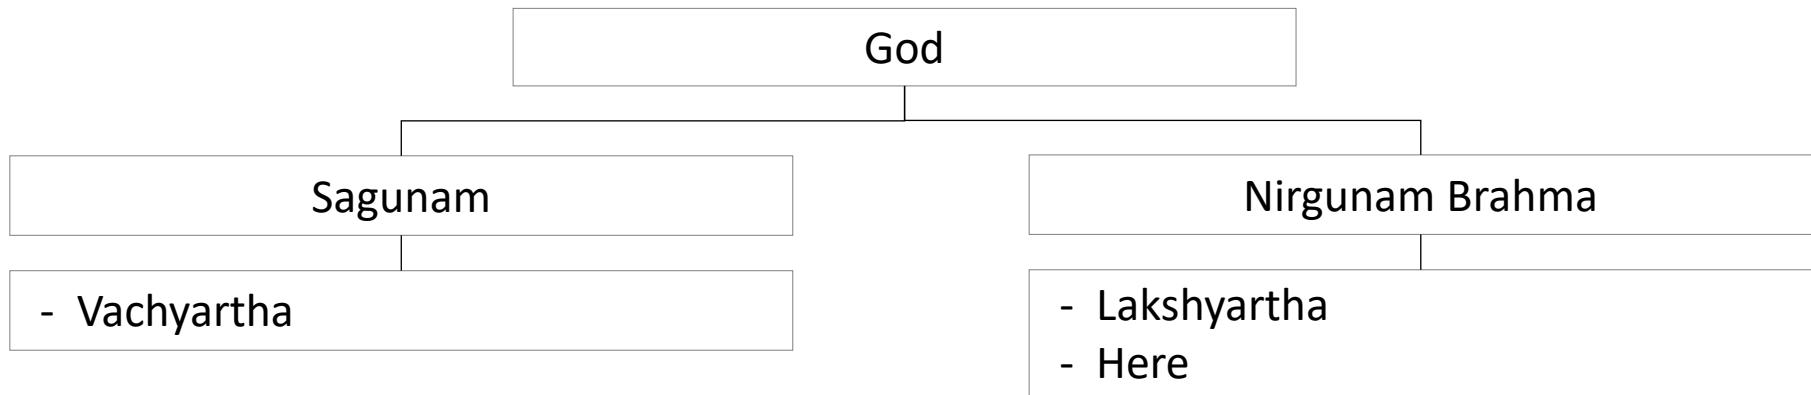 God
Sagunam
Nirgunam Brahma
- Vachyartha
- Lakshyartha
- Here